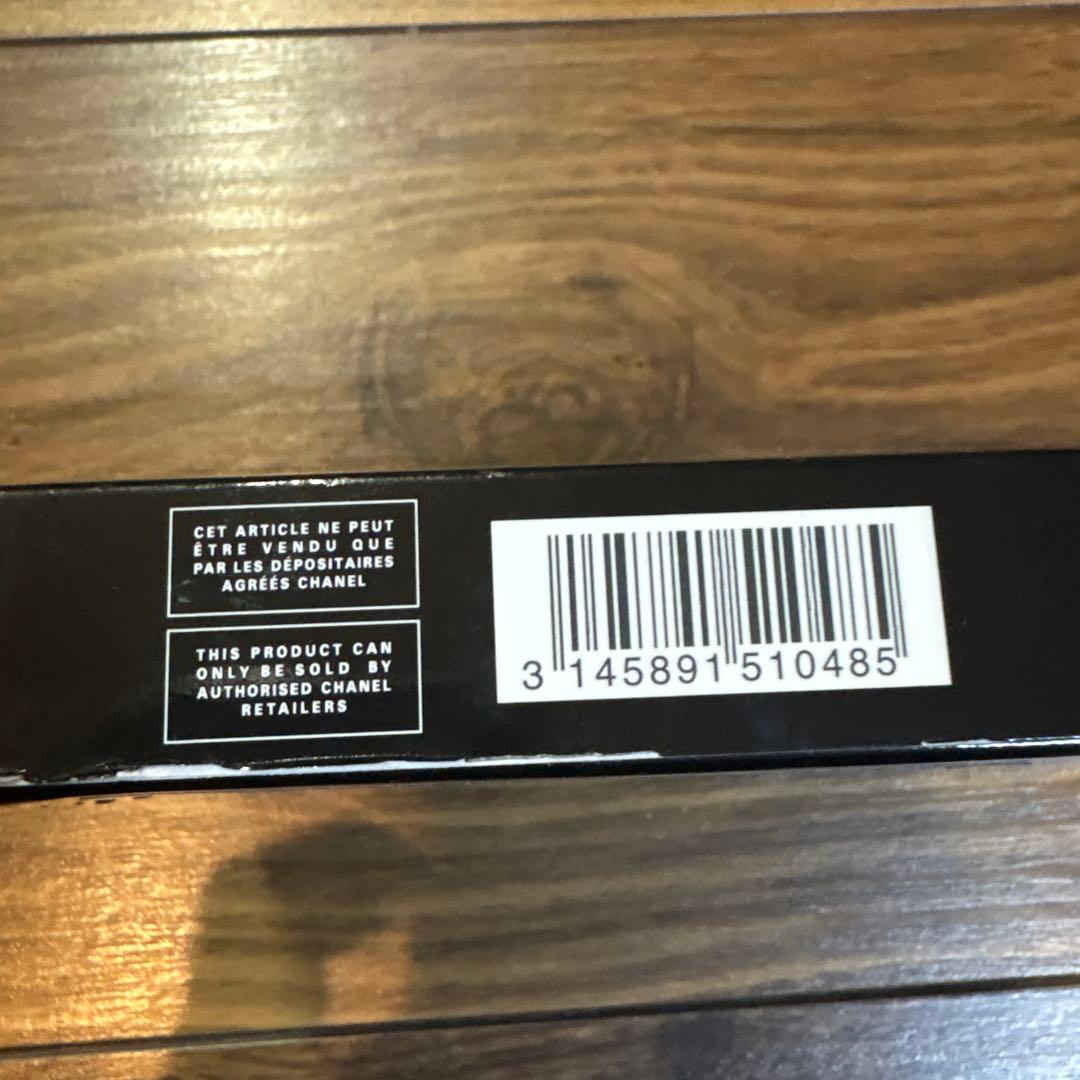 CET ARTICLE NE PEUT
ÊTRE VENDU QUE
PAR LES DÉPOSITAIRES
AGRÉÉS CHANEL
THIS PRODUCT CAN
ONLY BE SOLD BY
AUTHORISED CHANEL
RETAILERS
3 145891 510485